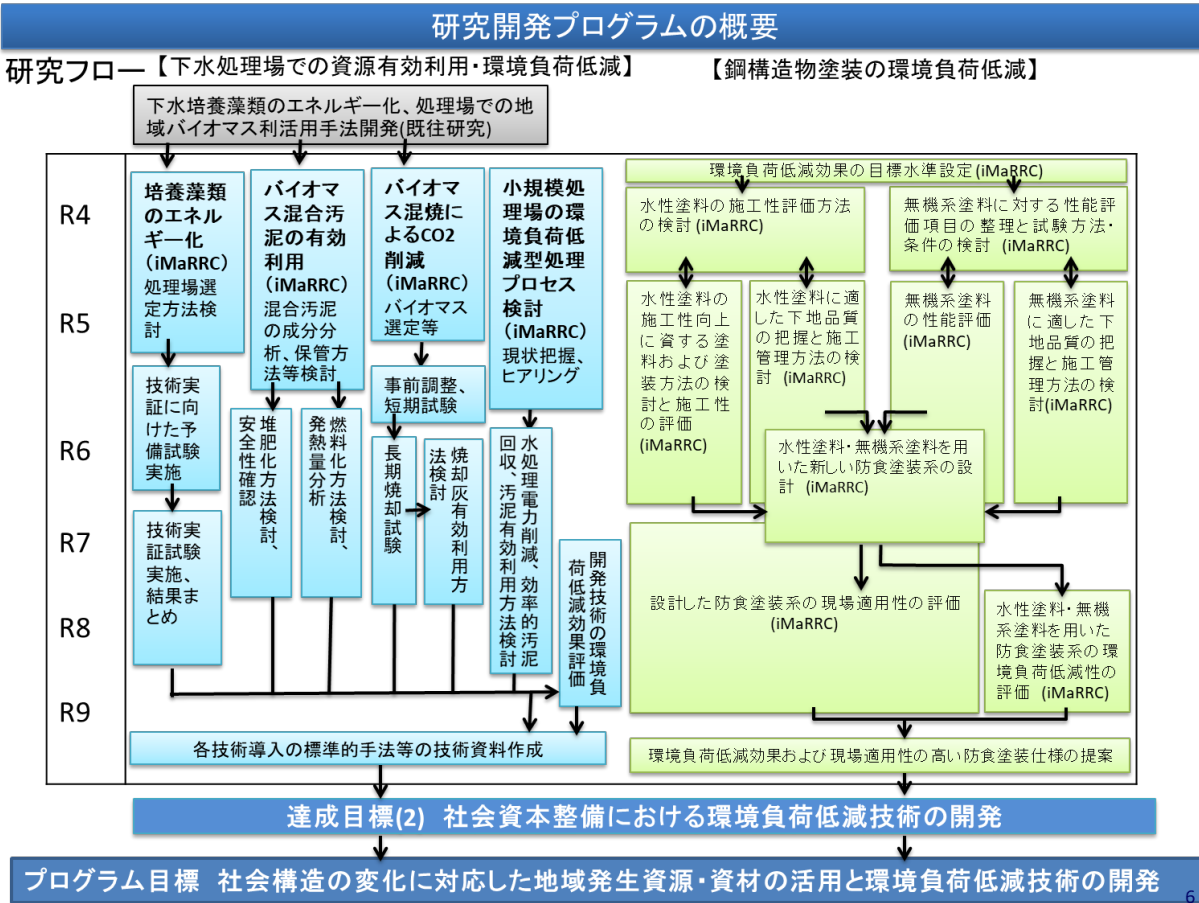 研究開発プログラムの概要
研究フロー
【下水処理場での資源有効利用・環境負荷低減】
【鋼構造物塗装の環境負荷低減】
下水培養藻類のエネルギー化、処理場での地
域バイオマス利活用手法開発(既往研究)
R4
R5
R6
R7
R8
R9
培養藻類
のエネル
ギー化
(iMaRRC)
処理場選
定方法検
討
技術実
証に向
けた予
備試験
実施
技術実
証試験
実施、
結果ま
とめ
バイオマ
ス混合汚
泥の有効
利用
(iMaRRC)
混合汚泥
の成分分
析、保管方
法等検討
堆肥化方法検討、
安全性確認
燃料化方法検討、
発熱量分析
バイオマ
ス混焼に
よるCO2
削減
(iMaRRC)
バイオマス
選定等
事前調整、
短期試験
長期焼却試験
焼却灰有効利用方
法検討
小規模処
理場の環
境負荷低
減型処理
プロセス
検討
(iMaRRC)
現状把握、
ヒアリング
水処理電力削減、効率的汚泥
回収、汚泥有効利用方法検討
開発技術の環境負
荷低減効果評価
各技術導入の標準的手法等の技術資料作成
環境負荷低減効果の目標水準設定(iMaRRC)
水性塗料の施工性評価方法
の検討(iMaRRC)
無機系塗料に対する性能評
価項目の整理と試験方法・
条件の検討 (iMaRRC)
水性塗料の
施工性向上
に資する塗
料および塗
装方法の検
討と施工性
の評価
(iMaRRC)
水性塗料に適
した下地品質
の把握と施工
管理方法の検
討 (iMaRRC)
無機系塗料
の性能評価
(iMaRRC)
無機系塗料
に適した下
地品質の把
握と施工管
理方法の検
討(iMaRRC)
水性塗料・無機系塗料を用
いた新しい防食塗装系の設
計 (iMaRRC)
設計した防食塗装系の現場適用性の評価
(iMaRRC)
水性塗料・無機
系塗料を用いた
防食塗装系の環
境負荷低減性の
評価 (iMaRRC)
環境負荷低減効果および現場適用性の高い防食塗装仕様の提案
達成目標(2) 社会資本整備における環境負荷低減技術の開発
プログラム目標 社会構造の変化に対応した地域発生資源・資材の活用と環境負荷低減技術の開発
6